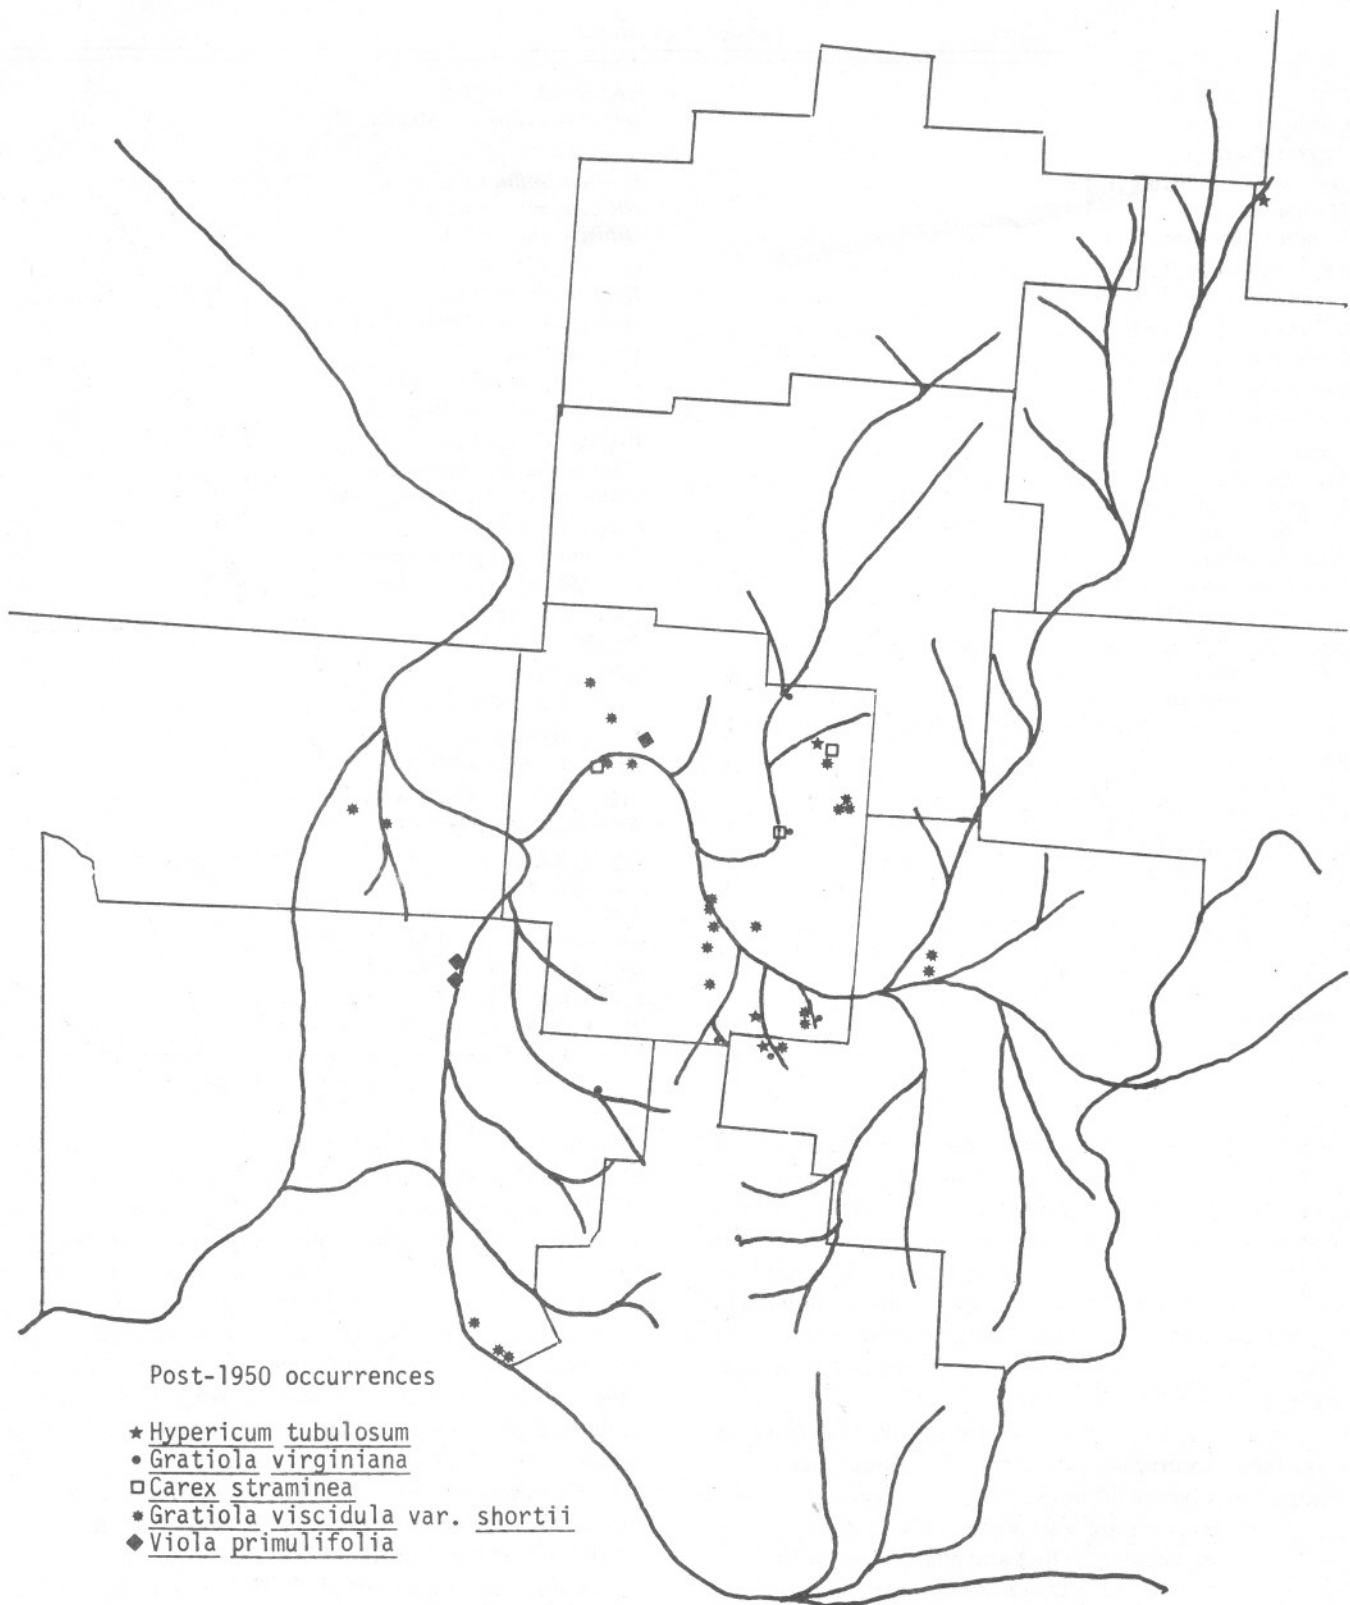 Post-1950 occurrences
★ Hypericum tubulosum
• Gratiola virginiana
□ Carex straminea
✷ Gratiola viscidula var. shortii
◆ Viola primulifolia